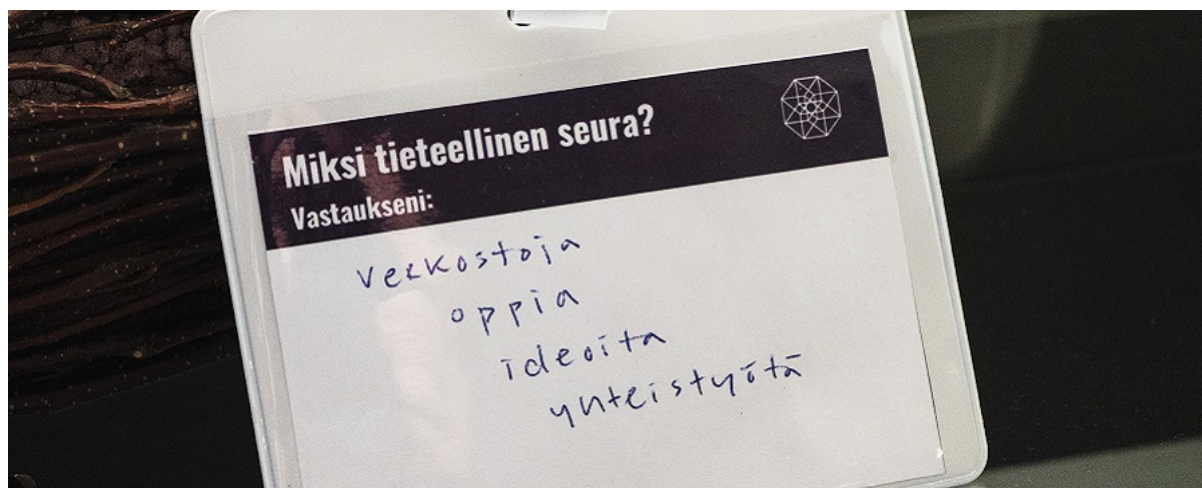 Miksi tieteellinen seura?
Vastaukseni:
verkostoja
oppia
ideoita
yhteistyötä